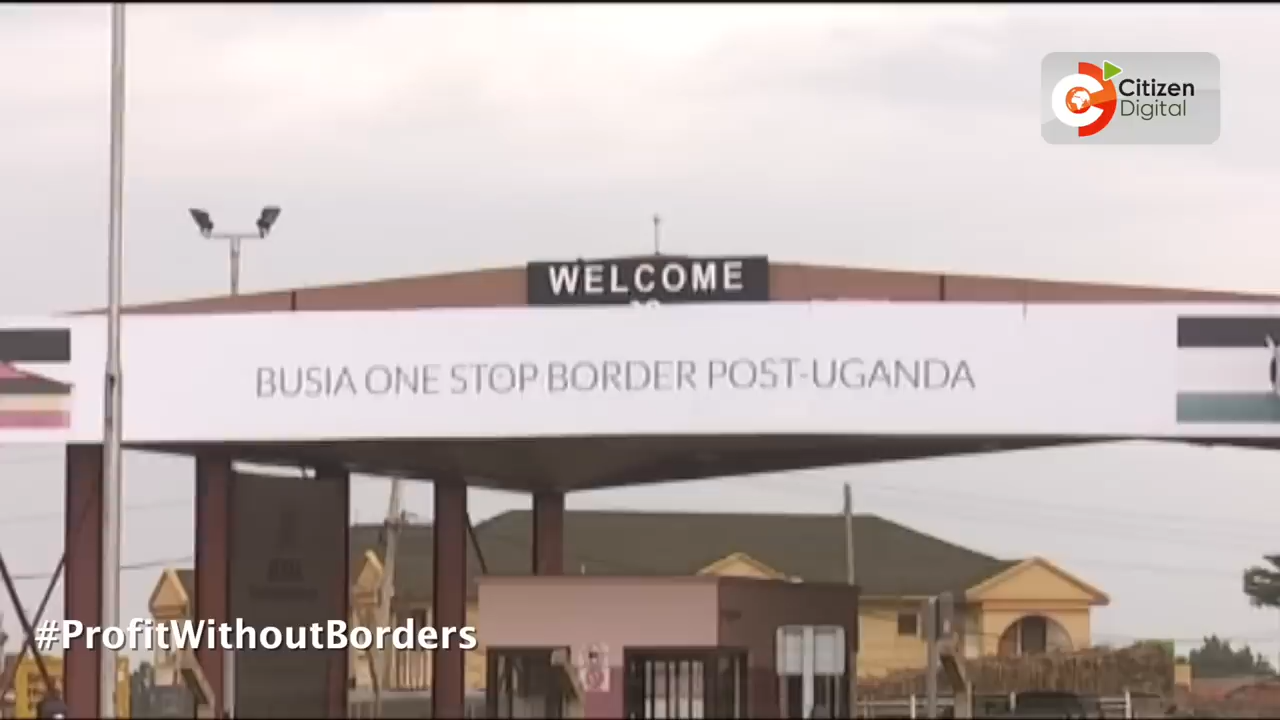 Citizen
Digital
WELCOME
BUSIA ONE STOP BORDER POST-UGANDA
#ProfitWithoutBorders